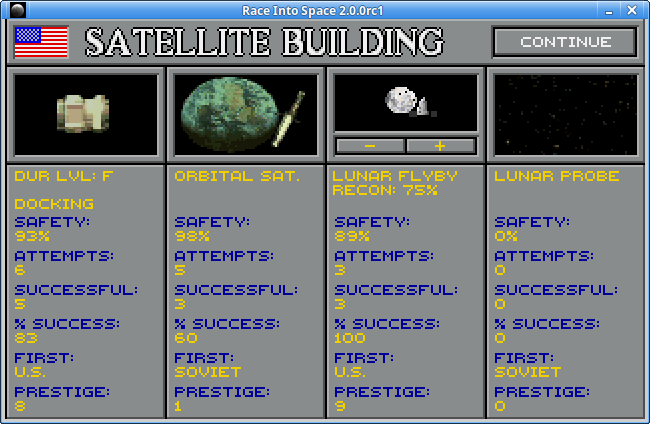 Race Into Space 2.0.0rc1
SATELLITE BUILDING
CONTINUE
DUR LVL: F
DOCKING
SAFETY:
93%
ATTEMPTS:
6
SUCCESSFUL:
5
% SUCCESS:
83
FIRST:
U.S.
PRESTIGE:
8
ORBITAL SAT.
SAFETY:
98%
ATTEMPTS:
5
SUCCESSFUL:
3
% SUCCESS:
60
FIRST:
SOVIET
PRESTIGE:
1
− +
LUNAR FLYBY
RECON: 75%
SAFETY:
89%
ATTEMPTS:
3
SUCCESSFUL:
3
% SUCCESS:
100
FIRST:
U.S.
PRESTIGE:
9
LUNAR PROBE
SAFETY:
0%
ATTEMPTS:
0
SUCCESSFUL:
0
% SUCCESS:
0
FIRST:
SOVIET
PRESTIGE:
0